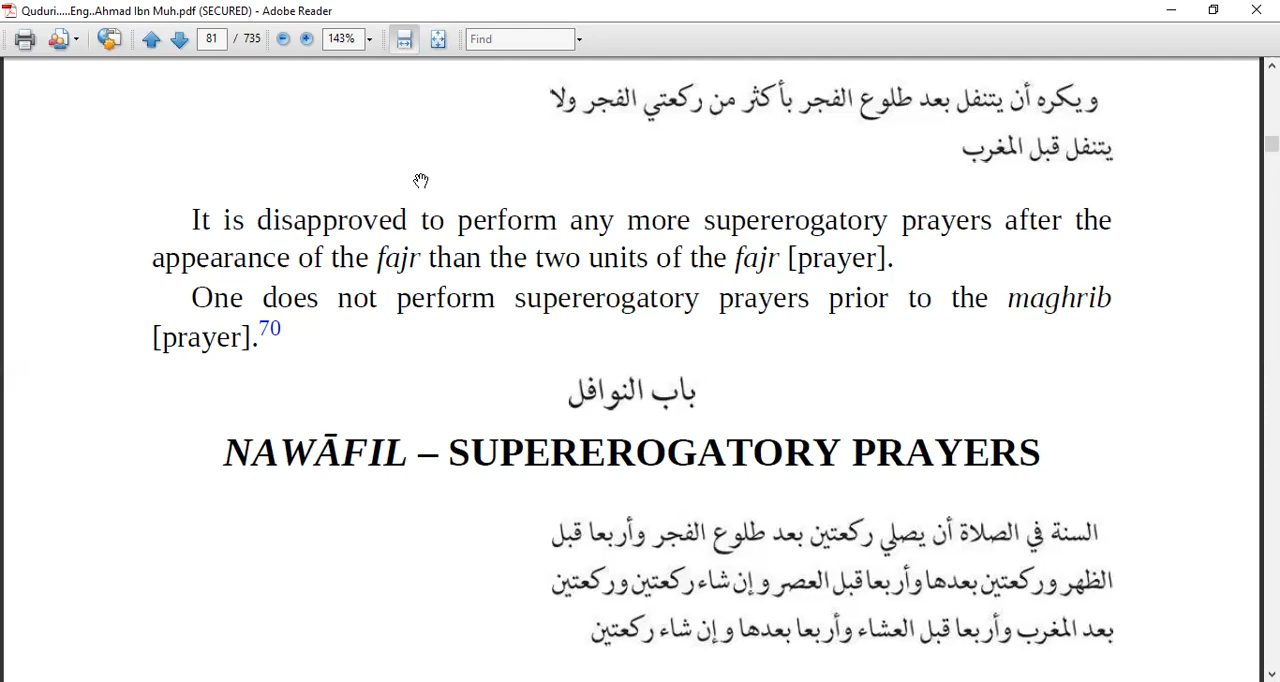 Quduri.....Eng..Ahmad Ibn Muh.pdf (SECURED) - Adobe Reader
81 / 735 143% Find
ويكره أن يتنفل بعد طلوع الفجر بأكثر من ركعتي الفجر ولا
يتنفل قبل المغرب
It is disapproved to perform any more supererogatory prayers after the
appearance of the fajr than the two units of the fajr [prayer].
One does not perform supererogatory prayers prior to the maghrib
[prayer].70
باب النوافل
NAWĀFIL – SUPEREROGATORY PRAYERS
السنة في الصلاة أن يصلي ركعتين بعد طلوع الفجر وأربعا قبل
الظهر وركعتين بعدها وأربعا قبل العصر وإن شاء ركعتين وركعتين
بعد المغرب وأربعا قبل العشاء وأربعا بعدها وإن شاء ركعتين